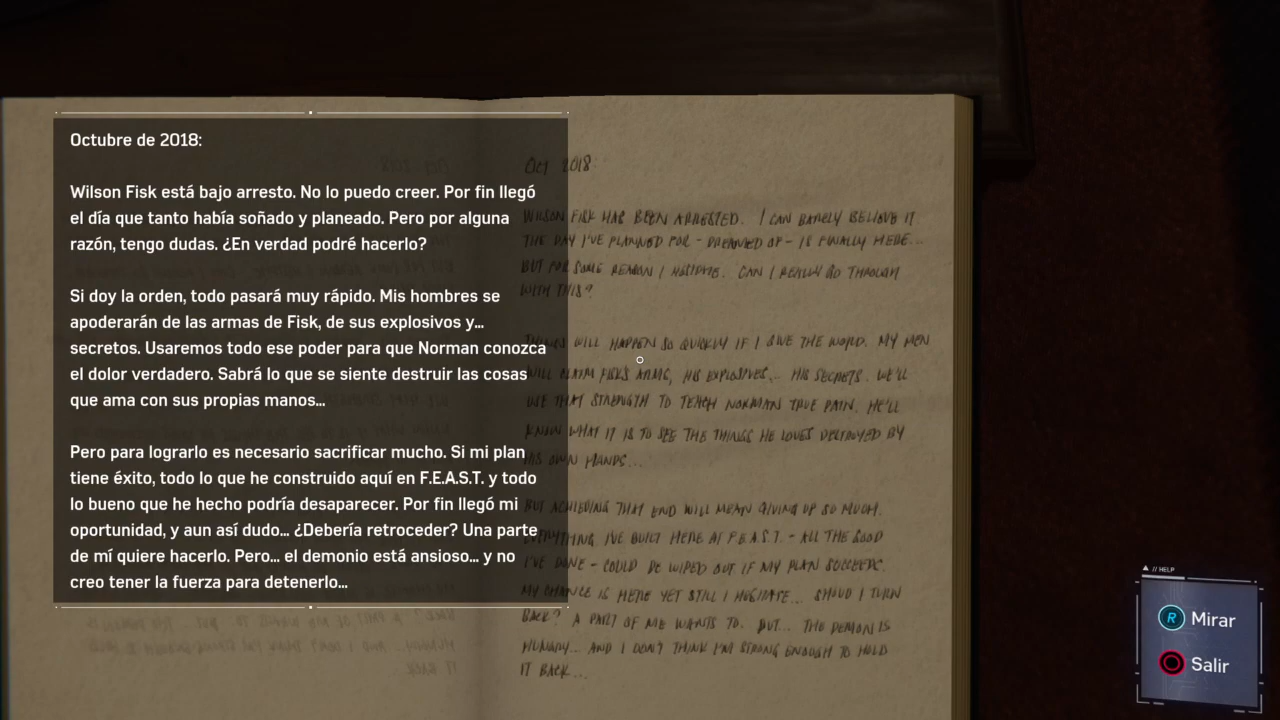 Octubre de 2018:
Wilson Fisk está bajo arresto. No lo puedo creer. Por fin llegó
el día que tanto había soñado y planeado. Pero por alguna
razón, tengo dudas. ¿En verdad podré hacerlo?
Si doy la orden, todo pasará muy rápido. Mis hombres se
apoderarán de las armas de Fisk, de sus explosivos y...
secretos. Usaremos todo ese poder para que Norman conozca
el dolor verdadero. Sabrá lo que se siente destruir las cosas
que ama con sus propias manos...
Pero para lograrlo es necesario sacrificar mucho. Si mi plan
tiene éxito, todo lo que he construido aquí en F.E.A.S.T. y todo
lo bueno que he hecho podría desaparecer. Por fin llegó mi
oportunidad, y aun así dudo... ¿Debería retroceder? Una parte
de mí quiere hacerlo. Pero... el demonio está ansioso... y no
creo tener la fuerza para detenerlo...
OCT 2018:
WILSON FISK HAS BEEN ARRESTED. I CAN BARELY BELIEVE IT.
THE DAY I'VE PLANNED FOR - DREAMED OF - IS FINALLY HERE...
BUT FOR SOME REASON I HESITATE. CAN I REALLY GO THROUGH
WITH THIS?
THINGS WILL HAPPEN SO QUICKLY IF I GIVE THE WORD. MY MEN
WILL CLAIM FISK'S ARMS, HIS EXPLOSIVES... HIS SECRETS. WE'LL
USE THAT STRENGTH TO TEACH NORMAN TRUE PAIN. HE'LL
KNOW WHAT IT IS TO SEE THE THINGS HE LOVES DESTROYED BY
HIS OWN HANDS...
BUT ACHIEVING THAT END WILL MEAN GIVING UP SO MUCH.
EVERYTHING I'VE BUILT HERE AT F.E.A.S.T. - ALL THE GOOD
I'VE DONE - COULD BE WIPED OUT IF MY PLAN SUCCEEDS.
MY CHANCE IS HERE YET STILL I HESITATE... SHOULD I TURN
BACK? A PART OF ME WANTS TO. BUT... THE DEMON IS
HUNGRY... AND I DON'T THINK I'M STRONG ENOUGH TO HOLD
IT BACK...
// HELP
R Mirar
Salir